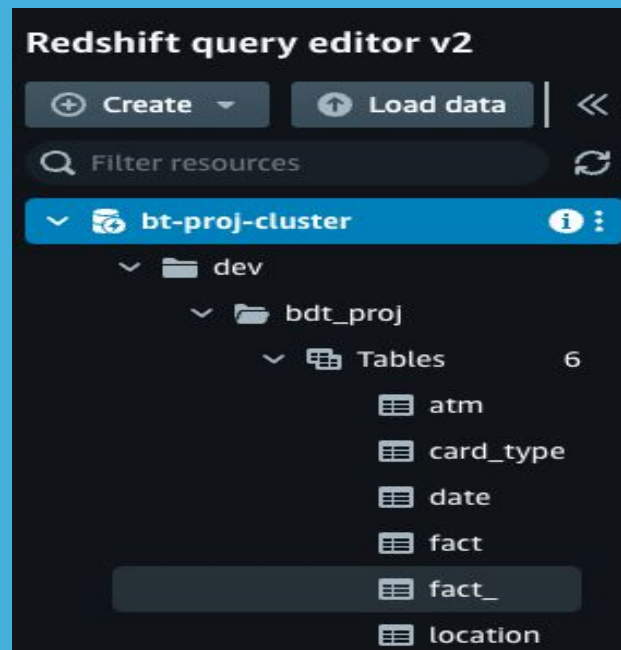 Redshift query editor v2
Create Load data
Filter resources
bt-proj-cluster
dev
bdt_proj
Tables 6
atm
card_type
date
fact
fact_
location